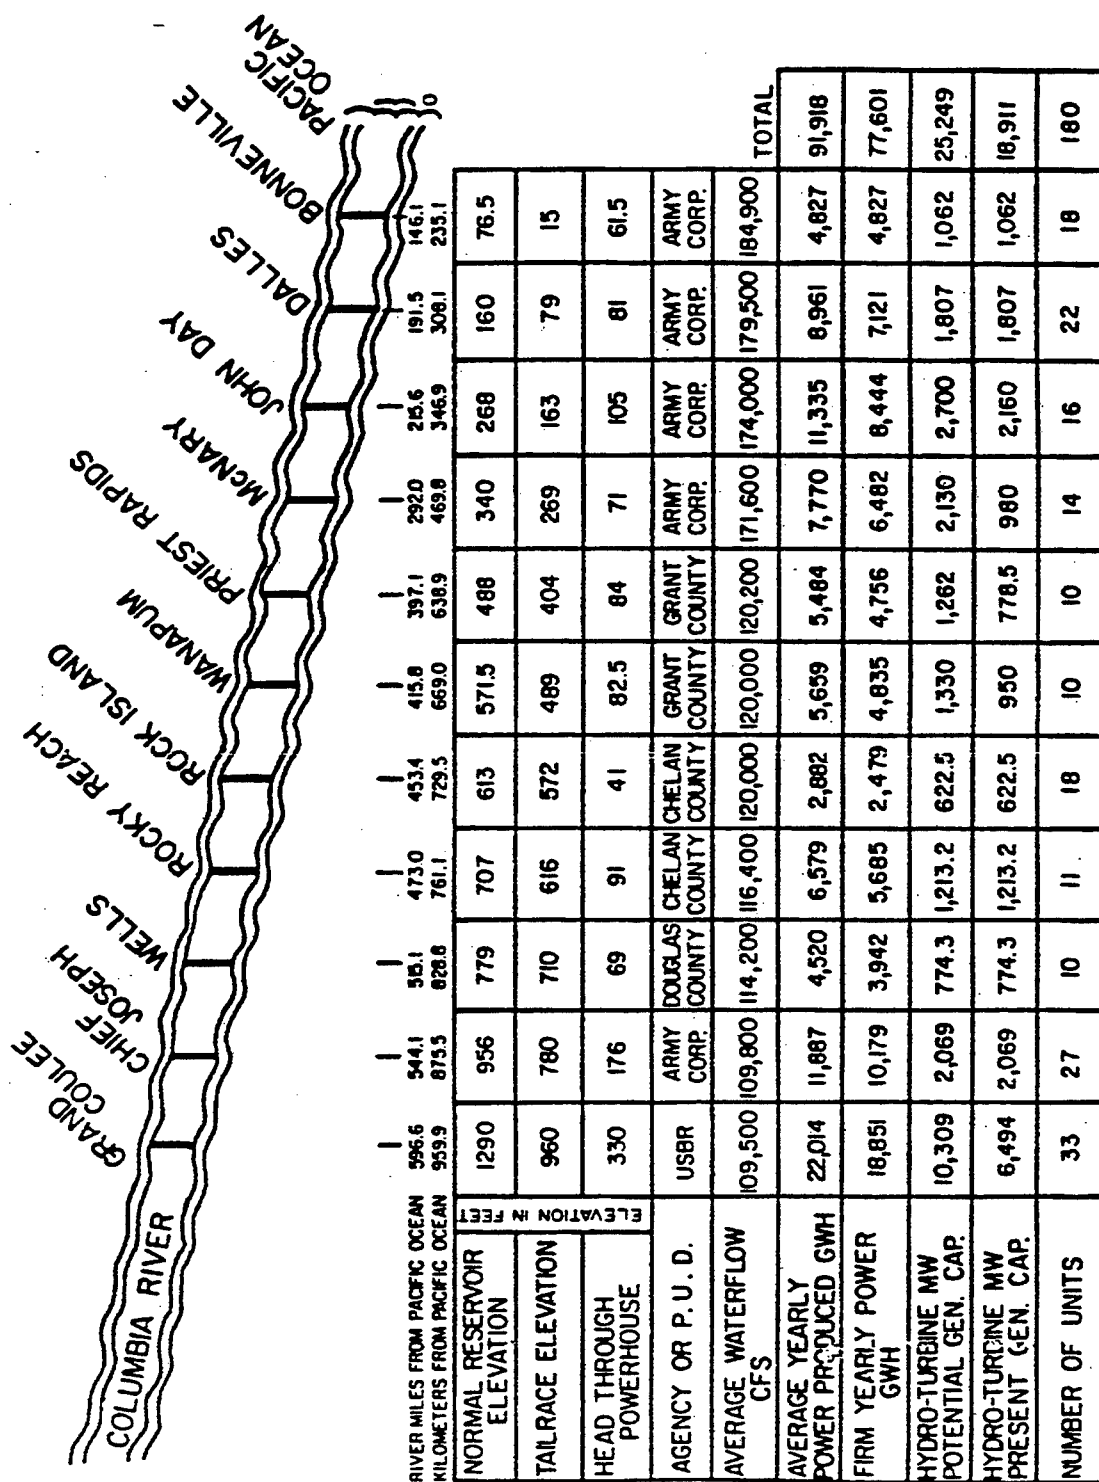 GRAND
COULEE
CHIEF
JOSEPH
WELLS
ROCKY REACH
ROCK ISLAND
WANAPUM
PRIEST RAPIDS
McNARY
JOHN DAY
DALLES
BONNEVILLE
PACIFIC
OCEAN
COLUMBIA RIVER
RIVER MILES FROM PACIFIC OCEAN 596.6 544.1 515.1 473.0 453.4 415.8 397.1 292.0 215.6 191.5 146.1 0
KILOMETERS FROM PACIFIC OCEAN 959.9 875.5 828.8 761.1 729.5 669.0 638.9 469.8 346.9 308.1 235.1
ELEVATION IN FEET
NORMAL RESERVOIR
ELEVATION 1290 956 779 707 613 571.5 488 340 268 160 76.5
TAILRACE ELEVATION 960 780 710 616 572 489 404 269 163 79 15
HEAD THROUGH
POWERHOUSE 330 176 69 91 41 82.5 84 71 105 81 61.5
AGENCY OR P.U.D. USBR ARMY CORP. DOUGLAS COUNTY CHELAN COUNTY CHELAN COUNTY GRANT COUNTY GRANT COUNTY ARMY CORP. ARMY CORP. ARMY CORP. ARMY CORP.
AVERAGE WATERFLOW
CFS 109,500 109,800 114,200 116,400 120,000 120,000 120,200 171,600 174,000 179,500 184,900 TOTAL
AVERAGE YEARLY
POWER PRODUCED GWH 22,014 11,887 4,520 6,579 2,882 5,659 5,484 7,770 11,335 8,961 4,827 91,918
FIRM YEARLY POWER
GWH 18,851 10,179 3,942 5,685 2,479 4,835 4,756 6,482 8,444 7,121 4,827 77,601
HYDRO-TURBINE MW
POTENTIAL GEN. CAP. 10,309 2,069 774.3 1,213.2 622.5 1,330 1,262 2,130 2,700 1,807 1,062 25,249
HYDRO-TURBINE MW
PRESENT GEN. CAP. 6,494 2,069 774.3 1,213.2 622.5 950 778.5 980 2,160 1,807 1,062 18,911
NUMBER OF UNITS 33 27 10 11 18 10 10 14 16 22 18 180